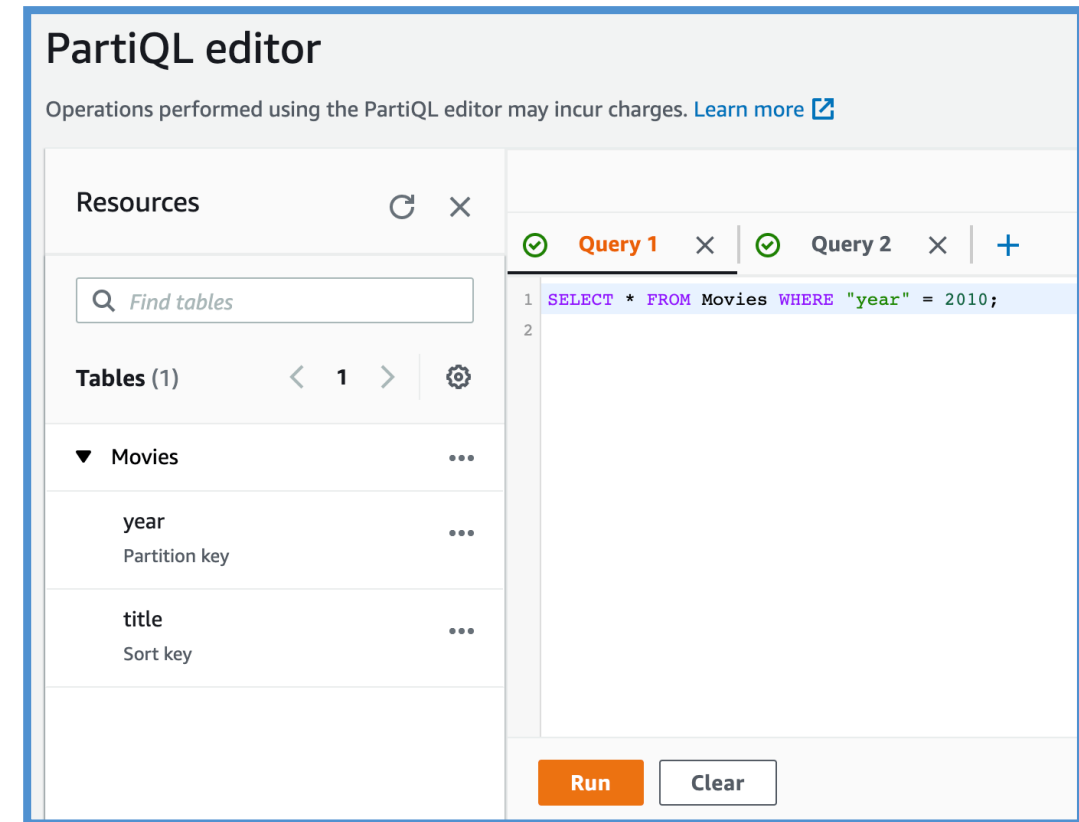 PartiQL editor
Operations performed using the PartiQL editor may incur charges. Learn more
Resources
Find tables
Tables (1)
1
Movies
year
Partition key
title
Sort key
Query 1
Query 2
1 SELECT * FROM Movies WHERE "year" = 2010;
2
Run Clear